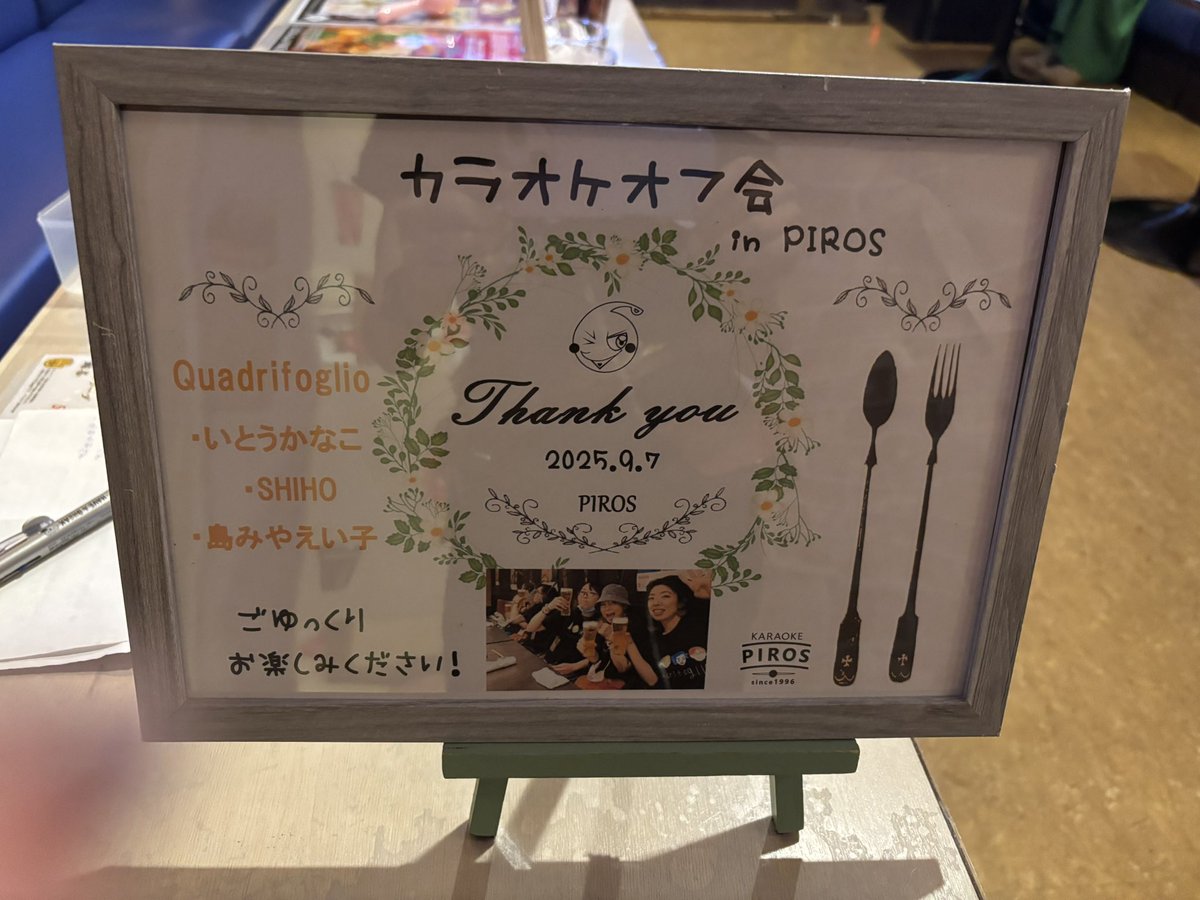 カラオケオフ会
in PIROS
Quadrifoglio
・いとうかなこ
・SHIHO
・島みやえい子
Thank you
2025.9.7
PIROS
ごゆっくり
お楽しみください!
KARAOKE
PIROS
since1996